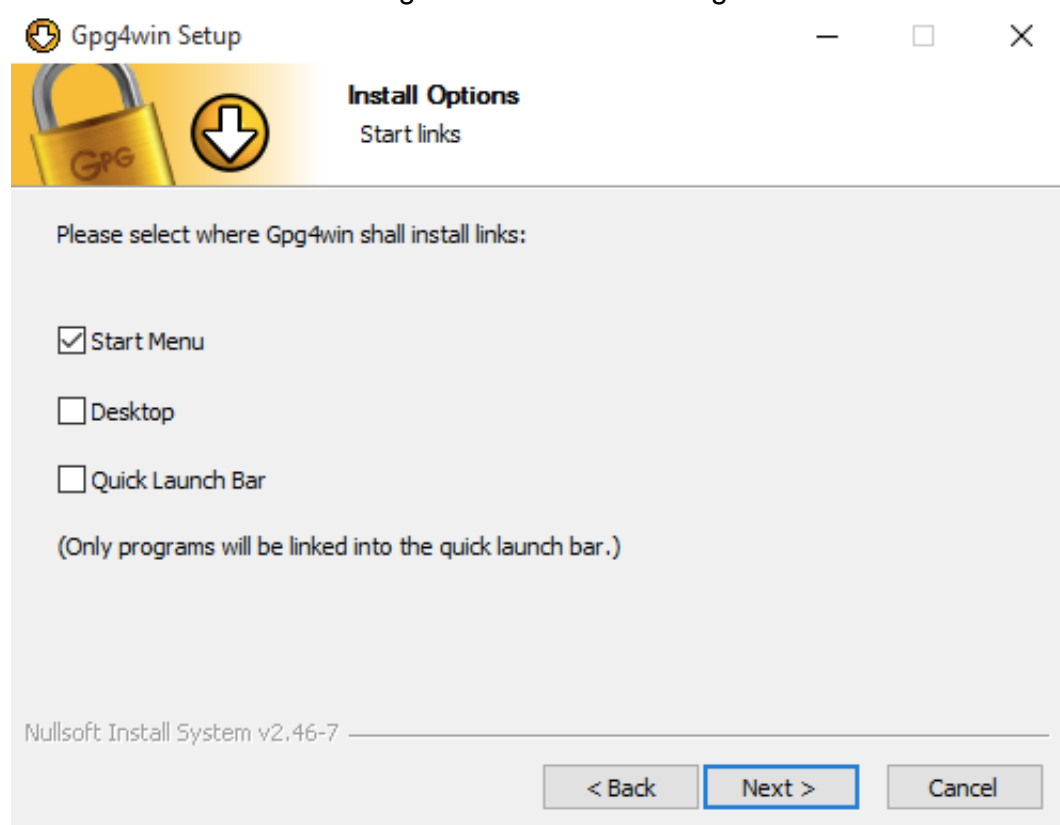 Gpg4win Setup
GPG
Install Options
Start links
Please select where Gpg4win shall install links:
Start Menu
Desktop
Quick Launch Bar
(Only programs will be linked into the quick launch bar.)
Nullsoft Install System v2.46-7
< Back
Next >
Cancel